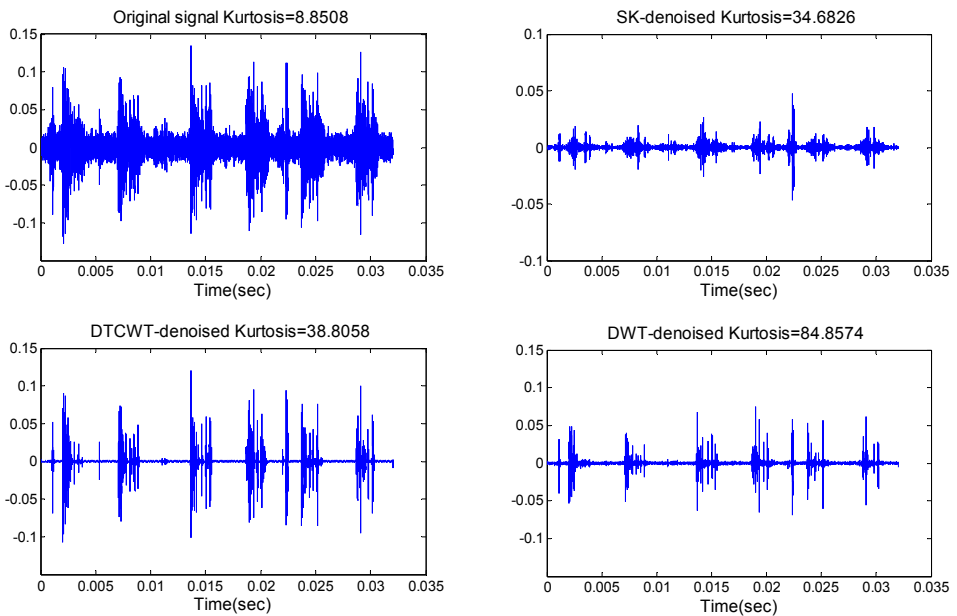 Original signal Kurtosis=8.8508
0.15
0.1
0.05
0
-0.05
-0.1
0 0.005 0.01 0.015 0.02 0.025 0.03 0.035
Time(sec)
SK-denoised Kurtosis=34.6826
0.1
0.05
0
-0.05
-0.1
0 0.005 0.01 0.015 0.02 0.025 0.03 0.035
Time(sec)
DTCWT-denoised Kurtosis=38.8058
0.15
0.1
0.05
0
-0.05
-0.1
0 0.005 0.01 0.015 0.02 0.025 0.03 0.035
Time(sec)
DWT-denoised Kurtosis=84.8574
0.15
0.1
0.05
0
-0.05
-0.1
0 0.005 0.01 0.015 0.02 0.025 0.03 0.035
Time(sec)